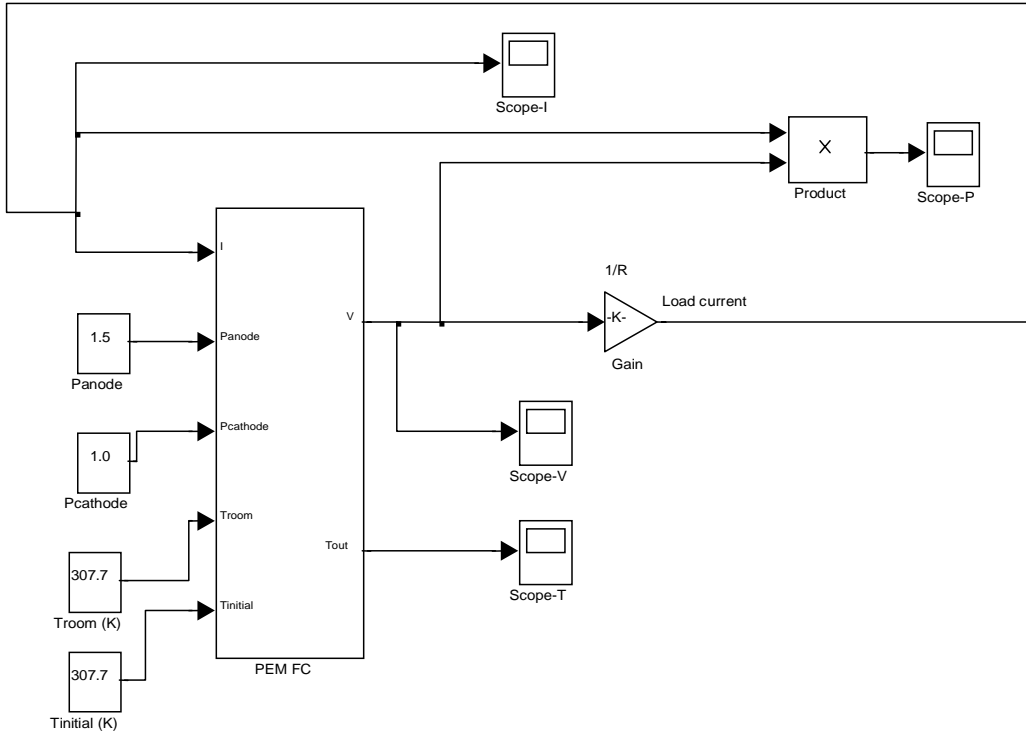 Scope-I
X
Product
Scope-P
I
1/R
Load current
V
-K-
Gain
1.5
Panode
Panode
1.0
Pcathode
Pcathode
Scope-V
Troom
Tout
Scope-T
307.7
Troom (K)
Tinitial
307.7
Tinitial (K)
PEM FC